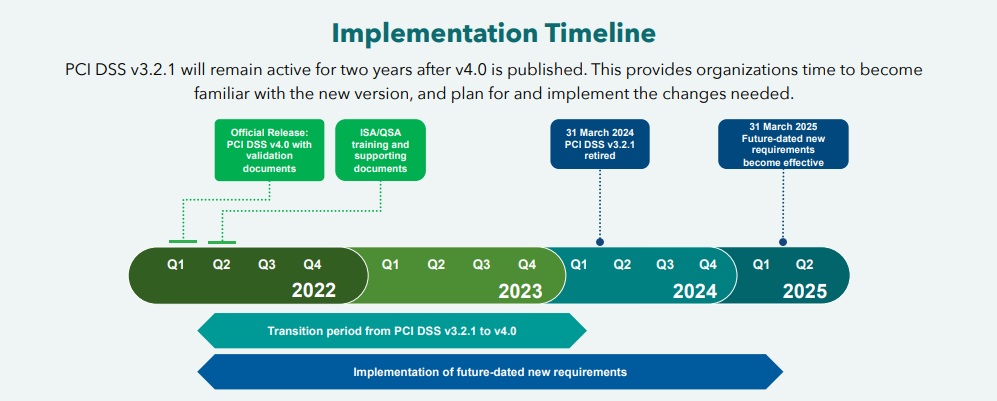 Implementation Timeline
PCI DSS v3.2.1 will remain active for two years after v4.0 is published. This provides organizations time to become
familiar with the new version, and plan for and implement the changes needed.
Official Release:
PCI DSS v4.0 with
validation
documents
ISA/QSA
training and
supporting
documents
31 March 2024
PCI DSS v3.2.1
retired
31 March 2025
Future-dated new
requirements
become effective
Q1 Q2 Q3 Q4
2022
Q1 Q2 Q3 Q4
2023
Q1 Q2 Q3 Q4
2024
Q1 Q2
2025
Transition period from PCI DSS v3.2.1 to v4.0
Implementation of future-dated new requirements